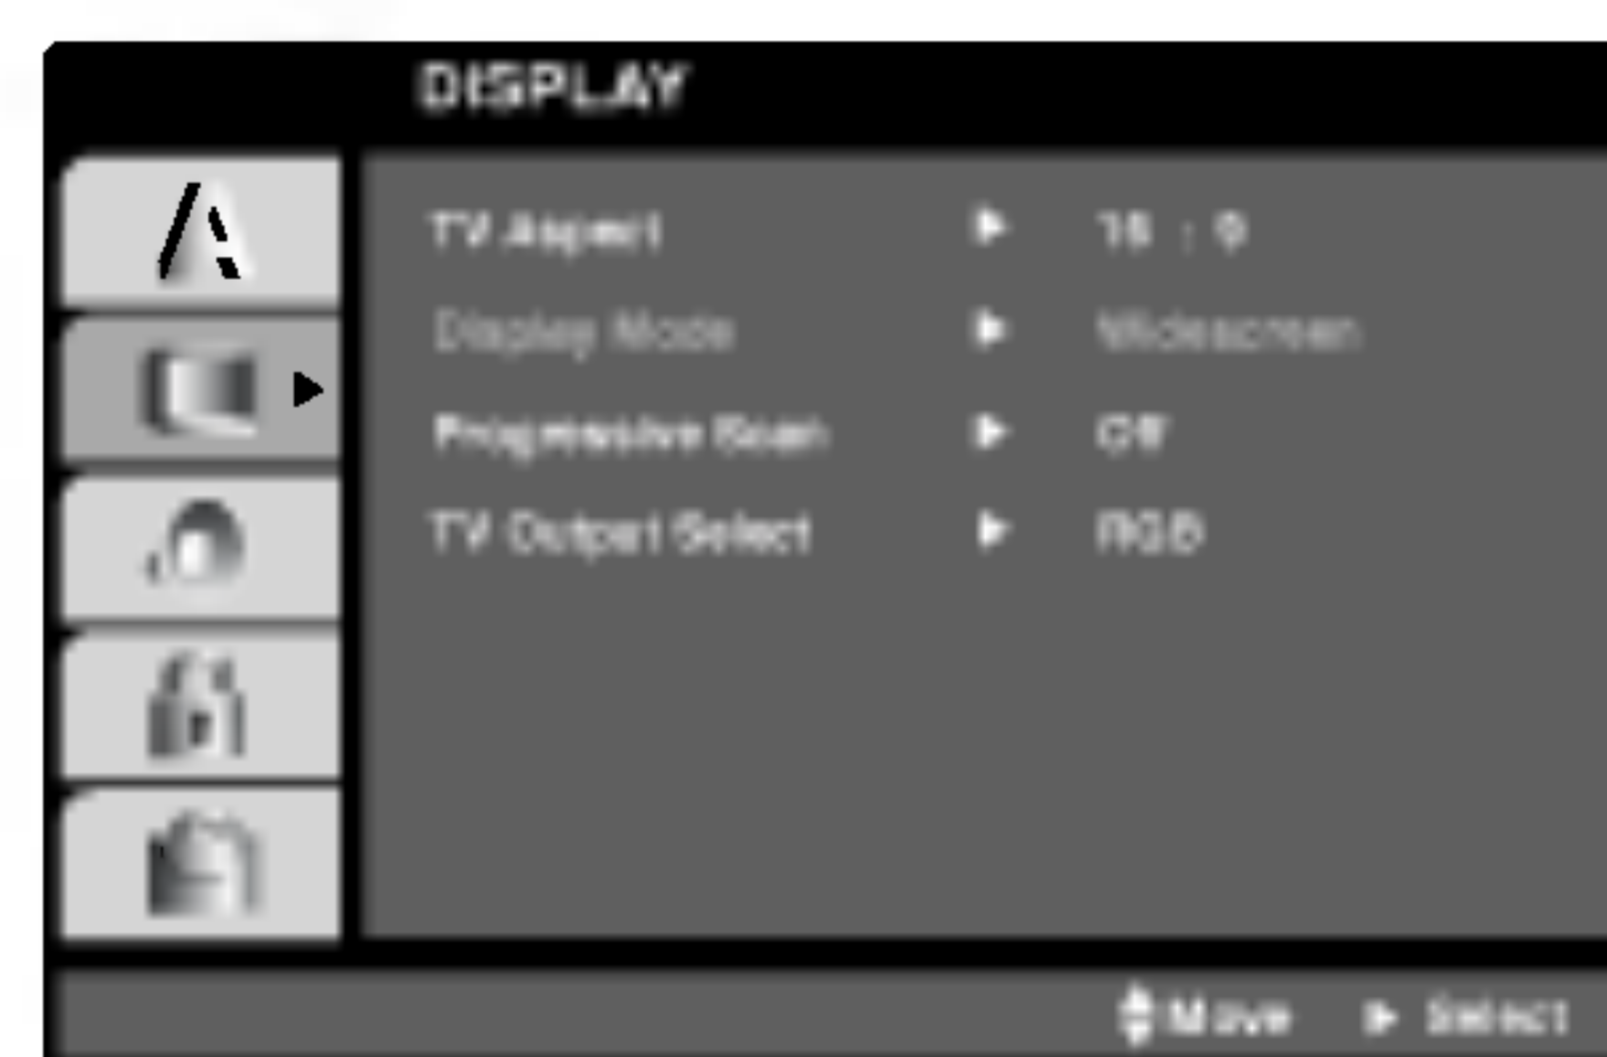 DISPLAY
TV Aspect ► 16 : 9
Display Mode ► Widescreen
Progressive Scan ► Off
TV Output Select ► RGB
Move ► Select